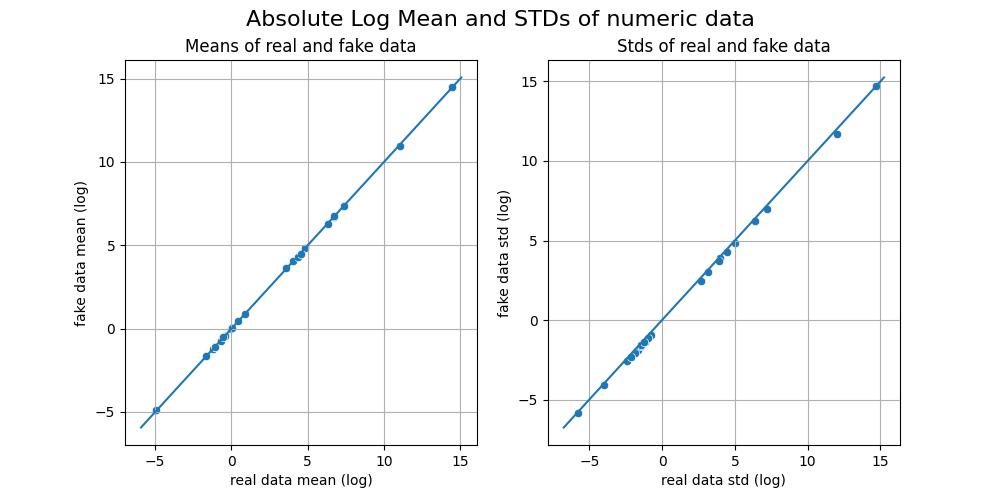 Absolute Log Mean and STDs of numeric data
Means of real and fake data
Stds of real and fake data
fake data mean (log)
15
10
5
0
−5
−5
0
5
10
15
real data mean (log)
fake data std (log)
15
10
5
0
−5
−5
0
5
10
15
real data std (log)